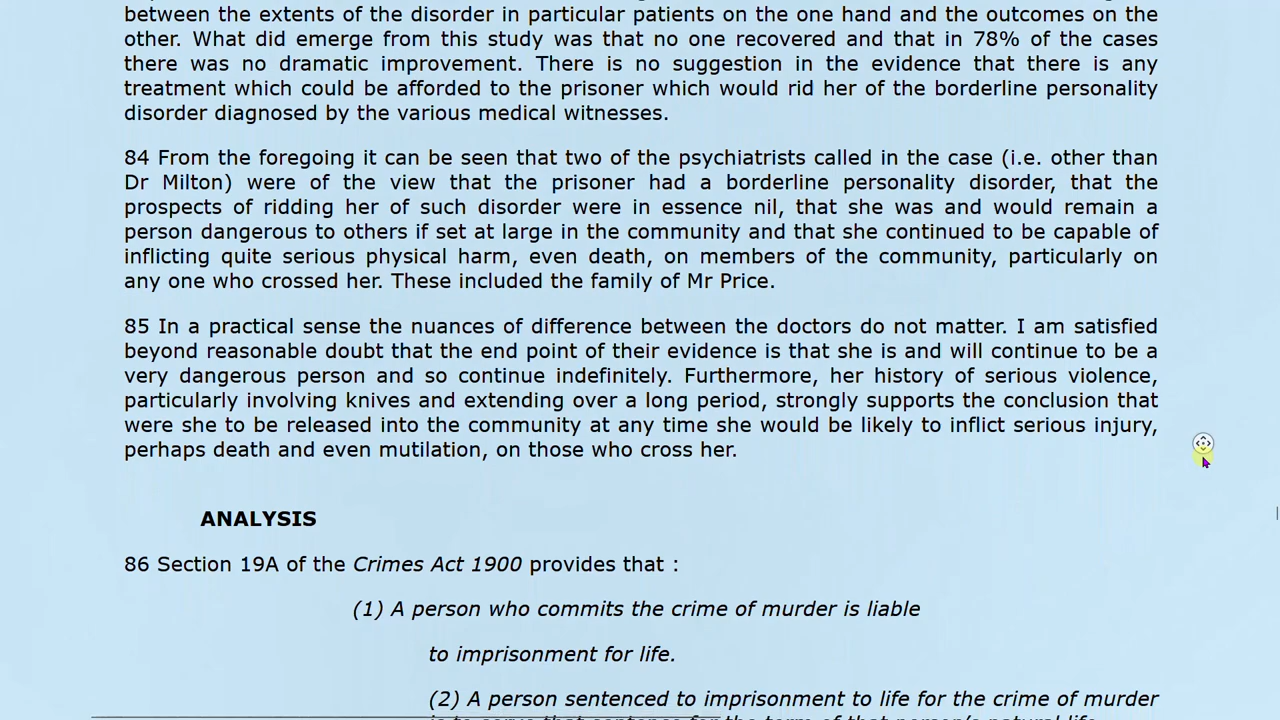 between the extents of the disorder in particular patients on the one hand and the outcomes on the
other. What did emerge from this study was that no one recovered and that in 78% of the cases
there was no dramatic improvement. There is no suggestion in the evidence that there is any
treatment which could be afforded to the prisoner which would rid her of the borderline personality
disorder diagnosed by the various medical witnesses.
84 From the foregoing it can be seen that two of the psychiatrists called in the case (i.e. other than
Dr Milton) were of the view that the prisoner had a borderline personality disorder, that the
prospects of ridding her of such disorder were in essence nil, that she was and would remain a
person dangerous to others if set at large in the community and that she continued to be capable of
inflicting quite serious physical harm, even death, on members of the community, particularly on
any one who crossed her. These included the family of Mr Price.
85 In a practical sense the nuances of difference between the doctors do not matter. I am satisfied
beyond reasonable doubt that the end point of their evidence is that she is and will continue to be a
very dangerous person and so continue indefinitely. Furthermore, her history of serious violence,
particularly involving knives and extending over a long period, strongly supports the conclusion that
were she to be released into the community at any time she would be likely to inflict serious injury,
perhaps death and even mutilation, on those who cross her.
ANALYSIS
86 Section 19A of the Crimes Act 1900 provides that :
(1) A person who commits the crime of murder is liable
to imprisonment for life.
(2) A person sentenced to imprisonment to life for the crime of murder
is to serve that sentence for the term of that person's natural life